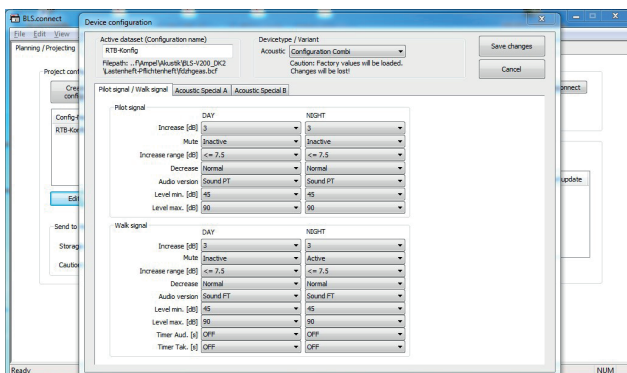 BLS.connect
Device configuration
File Edit View
Planning / Projecting
Active dataset (Configuration name)
RTB-Konfig
Filepath: ..f\Ampel\Akustik\BLS-V200_DK2
\Lastenheft-Pflichtenheft\fdzhgeas.bcf
Devicetype / Variant
Acoustic Configuration Combi
Caution: Factory values will be loaded.
Changes will be lost!
Save changes
Cancel
Project conf
Crea
confi
Config-
RTB-Kon
Edi
Send to
Storag
Cautio
onnect
update
Pilot signal / Walk signal Acoustic Special A Acoustic Special B
Pilot signal
DAY NIGHT
Increase [dB] 3 3
Mute Inactive Inactive
Increase range [dB] <= 7.5 <= 7.5
Decrease Normal Normal
Audio version Sound PT Sound PT
Level min. [dB] 45 45
Level max. [dB] 90 90
Walk signal
DAY NIGHT
Increase [dB] 3 3
Mute Inactive Active
Increase range [dB] <= 7.5 <= 7.5
Decrease Normal Normal
Audio version Sound FT Sound FT
Level min. [dB] 45 45
Level max. [dB] 90 90
Timer Aud. [s] OFF OFF
Timer Tak. [s] OFF OFF
Ready
NUM